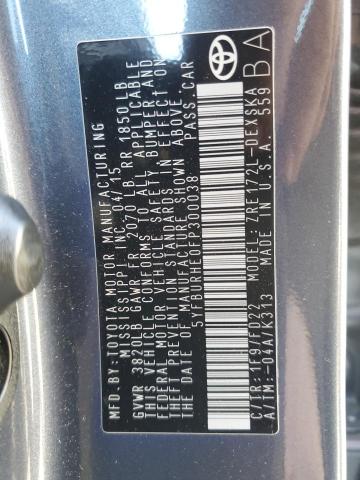 MFD.BY:TOYOTA MOTOR MANUFACTURING
MISSISSIPPI INC. 04/15
GVWR 3820LB GAWR FR 2070 LB RR 1850LB
THIS VEHICLE CONFORMS TO ALL APPLICABLE
FEDERAL MOTOR VEHICLE SAFETY BUMPER AND
THEFT PREVENTION STANDARDS IN EFFECT ON
THE DATE OF MANUFACTURE SHOWN ABOVE.
5YFBURHE0FP300038 PASS.CAR
C/TR:1F97/FD22 MODEL:ZRE172L-DEXSKA
A/TM:-04A/K313 MADE IN U.S.A. 559
BA
TOYOTA